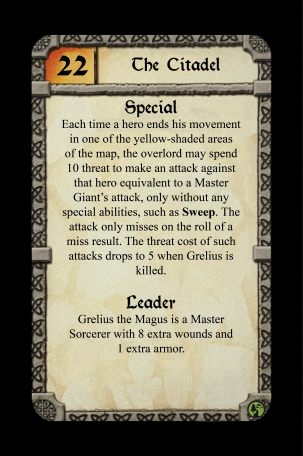 22 The Citadel
Special
Each time a hero ends his movement
in one of the yellow-shaded areas
of the map, the overlord may spend
10 threat to make an attack against
that hero equivalent to a Master
Giant's attack, only without any
special abilities, such as Sweep. The
attack only misses on the roll of a
miss result. The threat cost of such
attacks drops to 5 when Grelius is
killed.
Leader
Grelius the Magus is a Master
Sorcerer with 8 extra wounds and
1 extra armor.